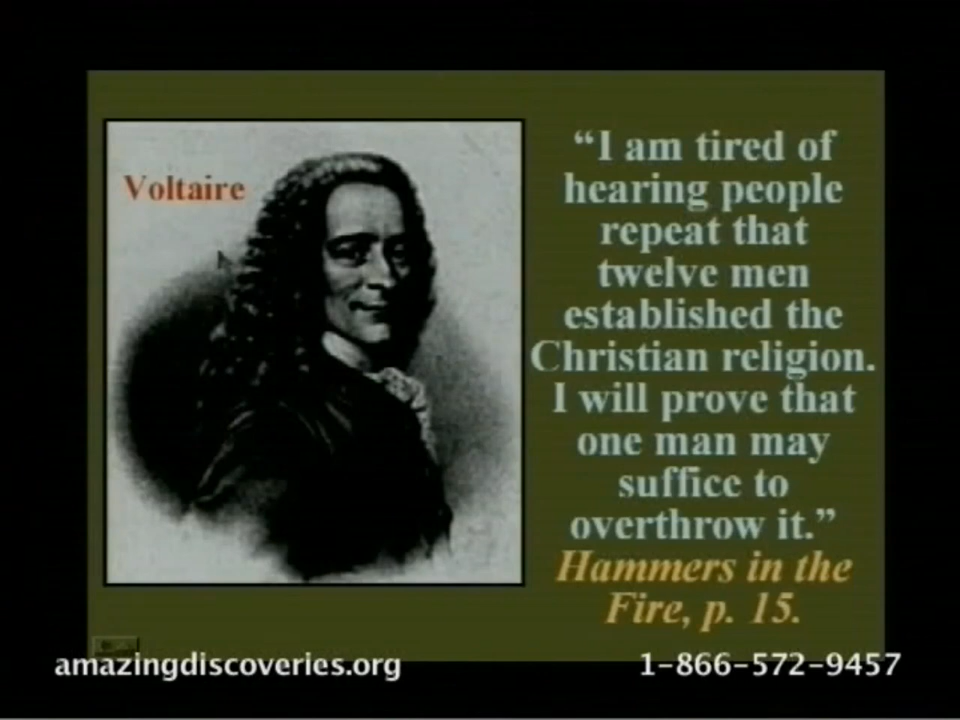 Voltaire
“I am tired of
hearing people
repeat that
twelve men
established the
Christian religion.
I will prove that
one man may
suffice to
overthrow it.”
Hammers in the
Fire, p. 15.
amazingdiscoveries.org
1-866-572-9457